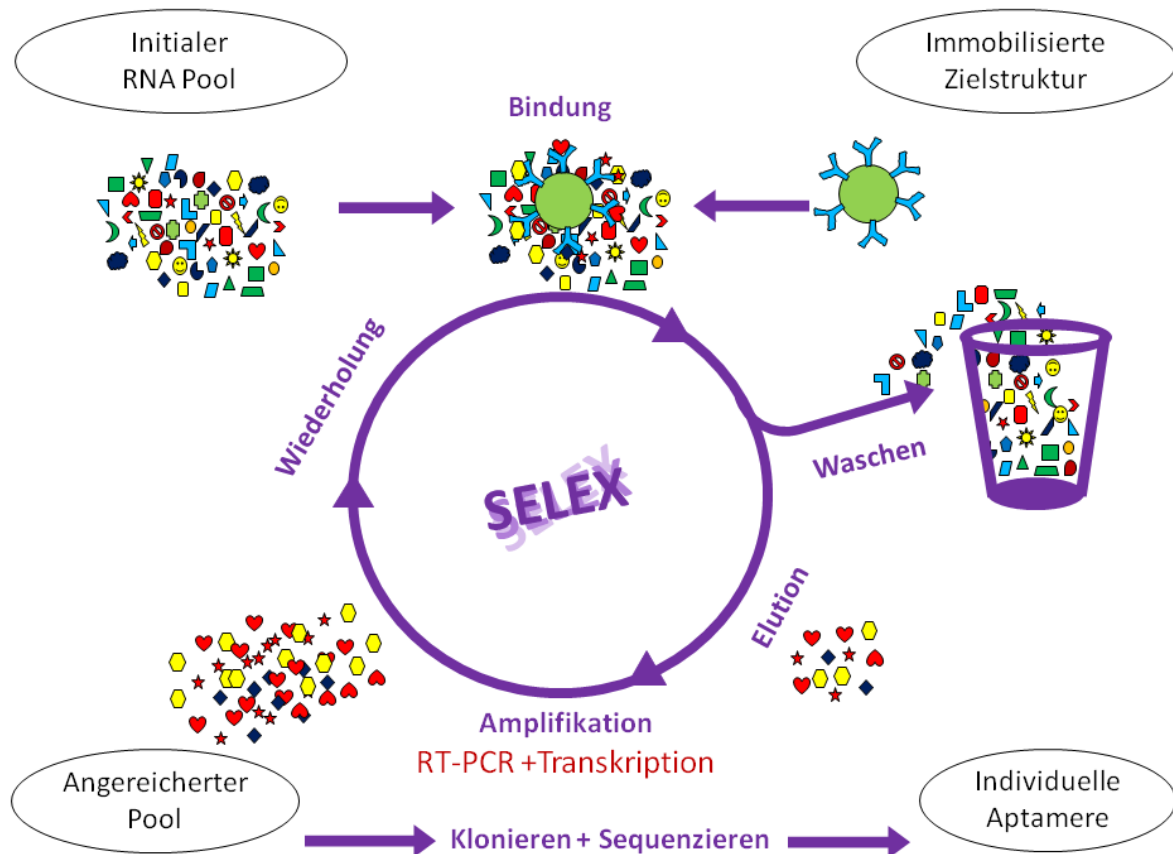 Initialer
RNA Pool
Immobilisierte
Zielstruktur
Bindung
Wiederholung
Waschen
SELEX
Elution
Amplifikation
RT-PCR +Transkription
Angereicherter
Pool
Klonieren + Sequenzieren
Individuelle
Aptamere